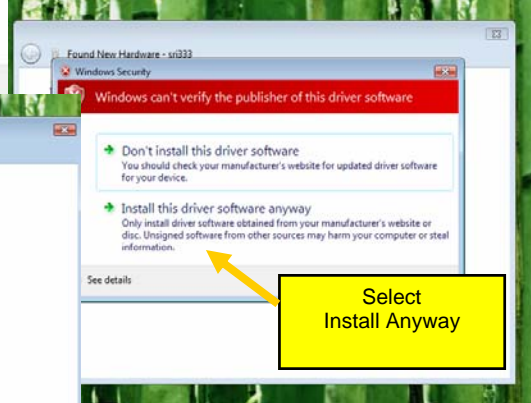 Found New Hardware - sri333
Windows Security
Windows can't verify the publisher of this driver software
Don't install this driver software
You should check your manufacturer's website for updated driver software
for your device.
Install this driver software anyway
Only install driver software obtained from your manufacturer's website or
disc. Unsigned software from other sources may harm your computer or steal
information.
See details
Select
Install Anyway